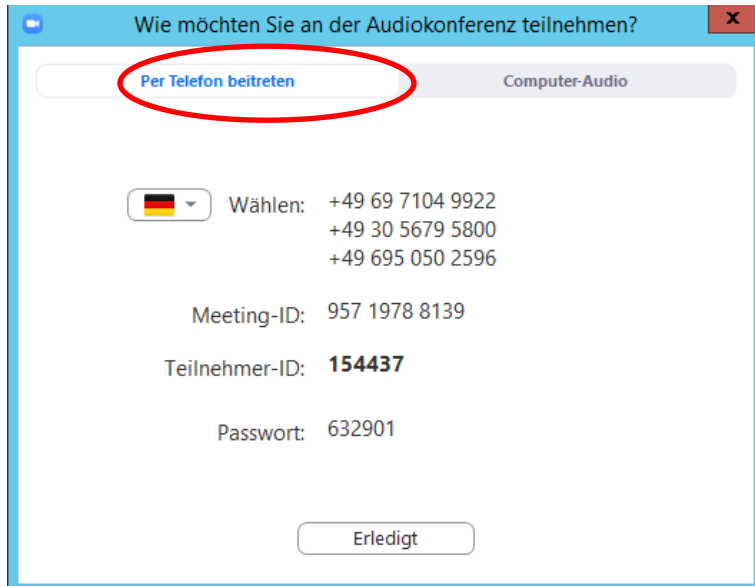 Wie möchten Sie an der Audiokonferenz teilnehmen?
x
Per Telefon beitreten Computer-Audio
Wählen: +49 69 7104 9922
+49 30 5679 5800
+49 695 050 2596
Meeting-ID: 957 1978 8139
Teilnehmer-ID: 154437
Passwort: 632901
Erledigt